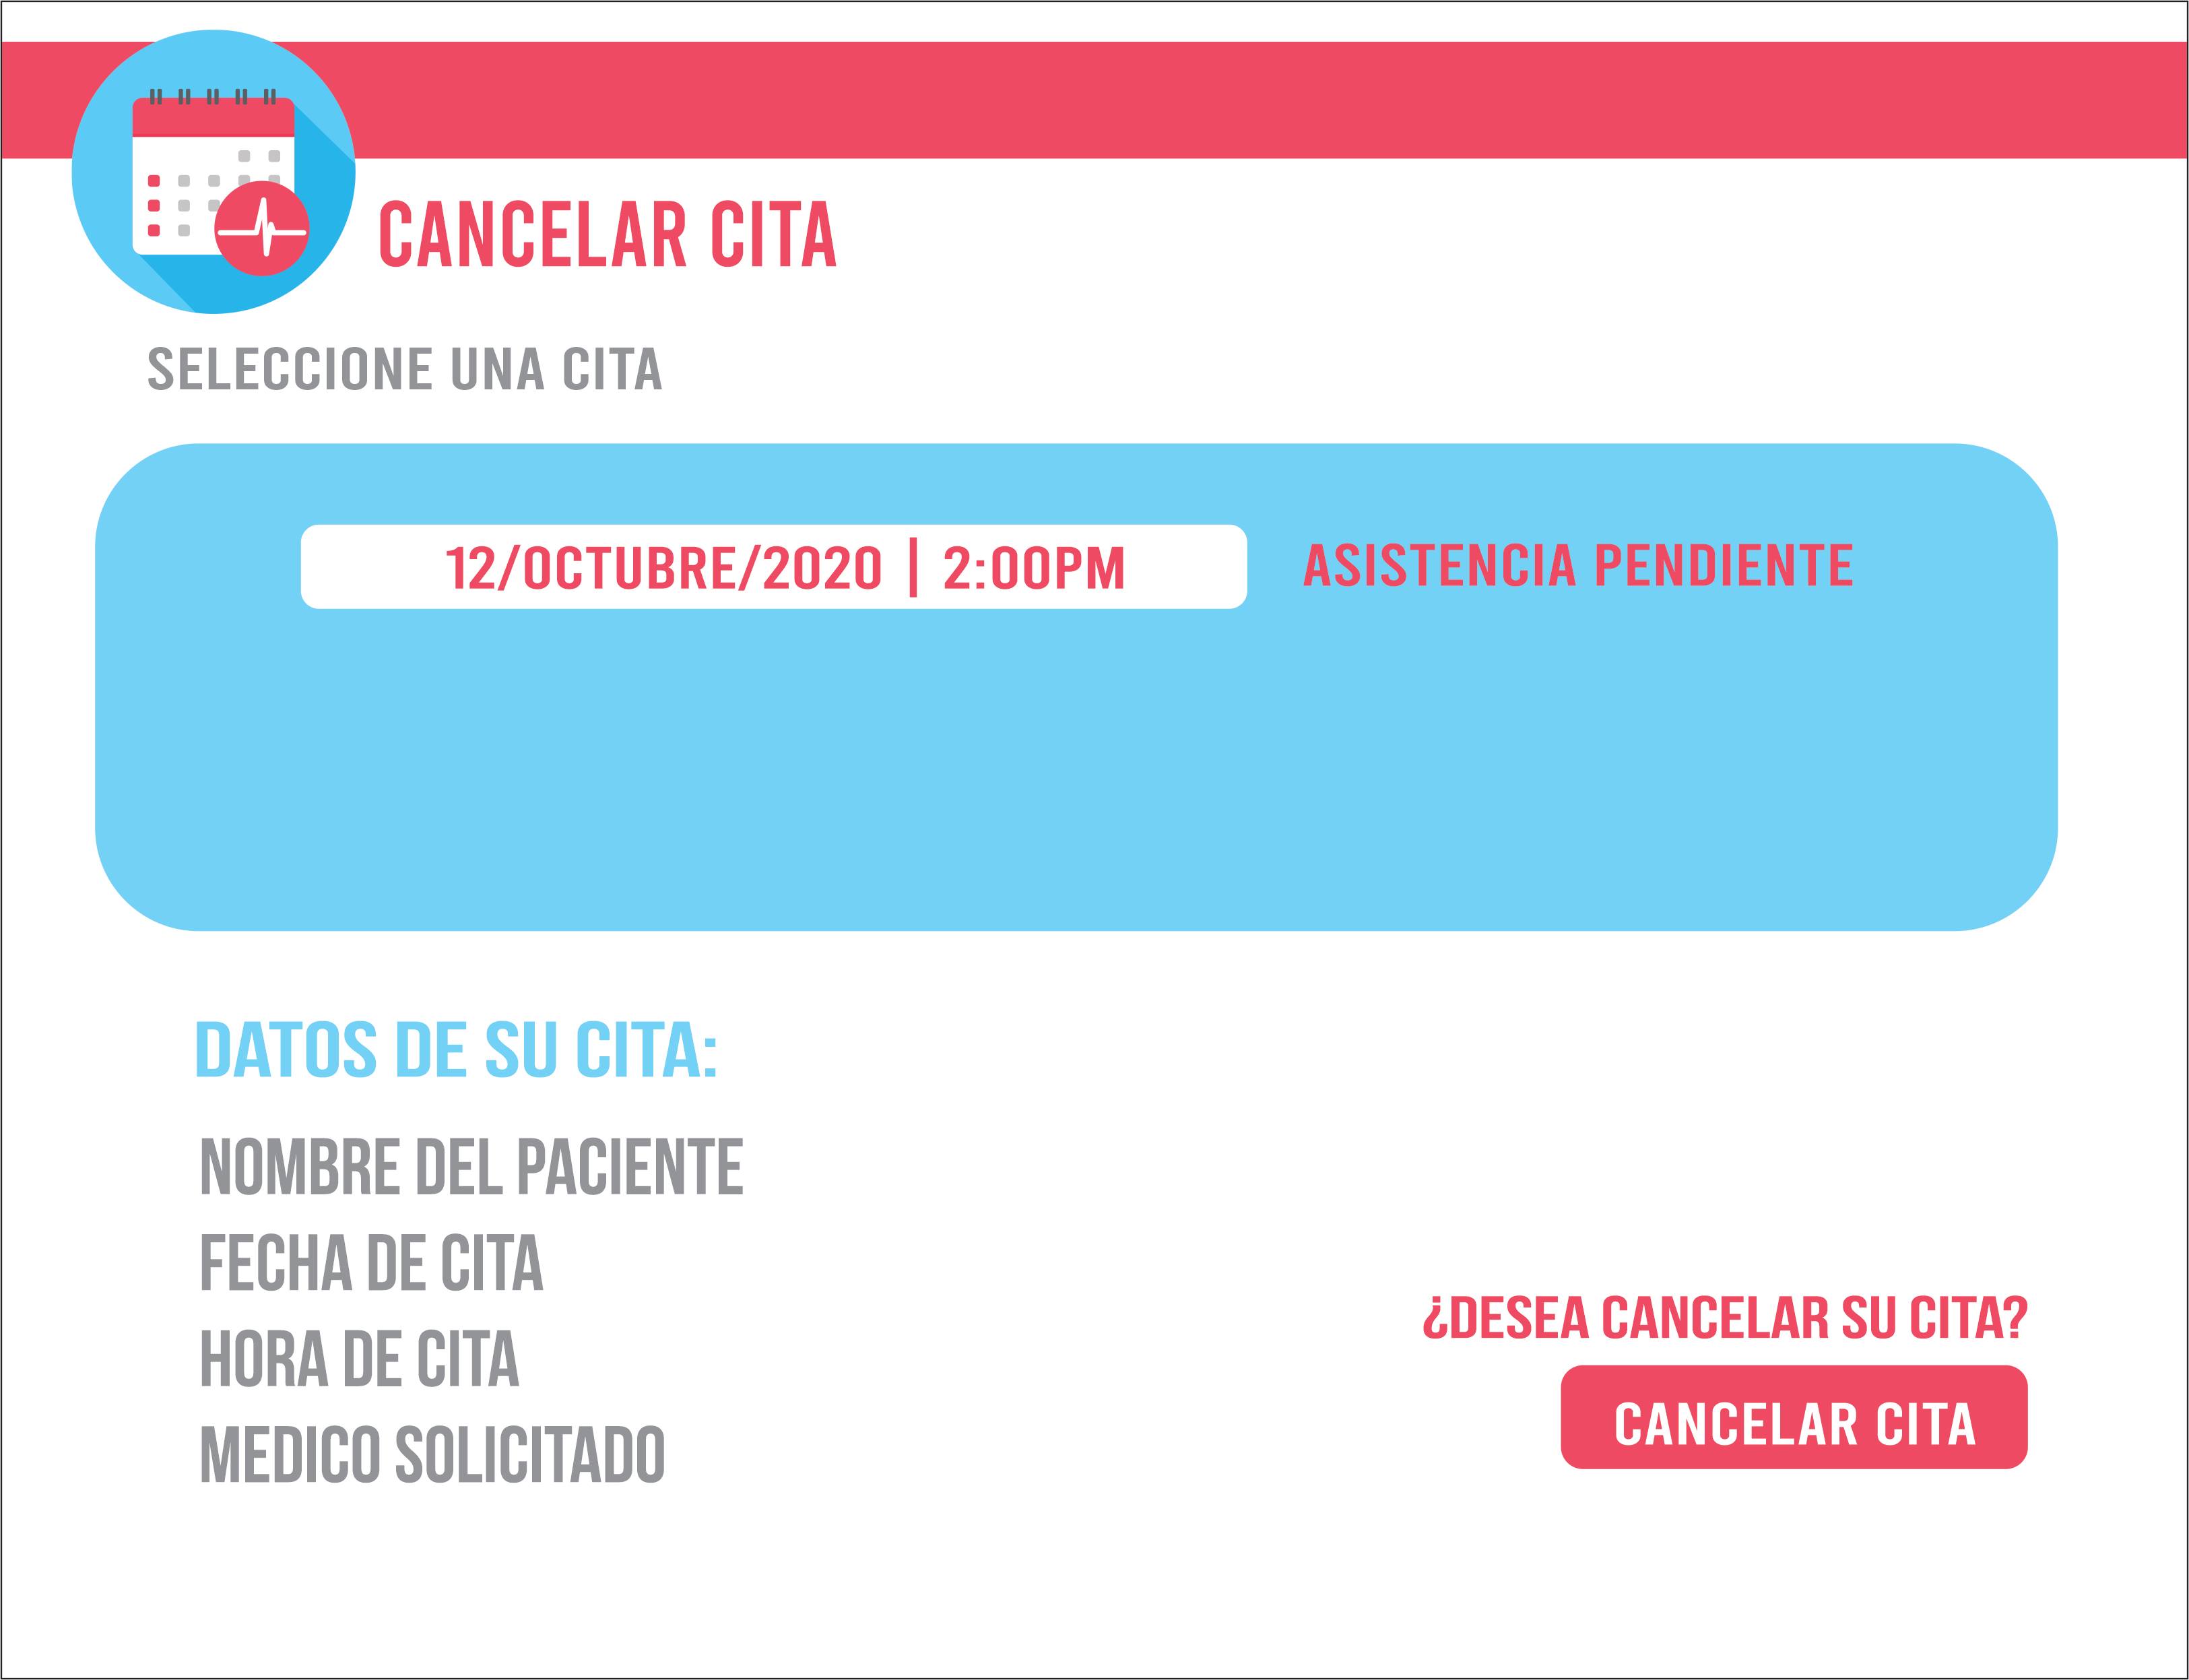 CANCELAR CITA
SELECCIONE UNA CITA
12/OCTUBRE/2020 | 2:00PM
ASISTENCIA PENDIENTE
DATOS DE SU CITA:
NOMBRE DEL PACIENTE
FECHA DE CITA
HORA DE CITA
MEDICO SOLICITADO
¿DESEA CANCELAR SU CITA?
CANCELAR CITA